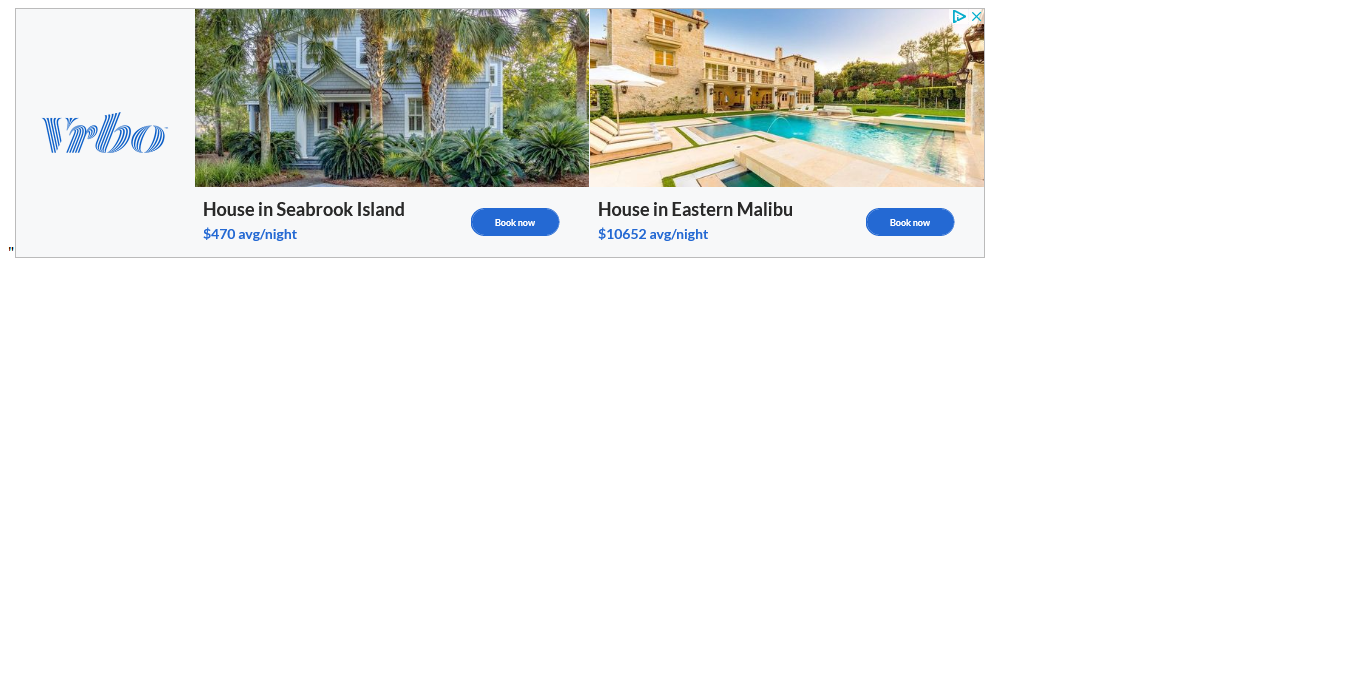 Vrbo
House in Seabrook Island
$470 avg/night
Book now
House in Eastern Malibu
$10652 avg/night
Book now
"